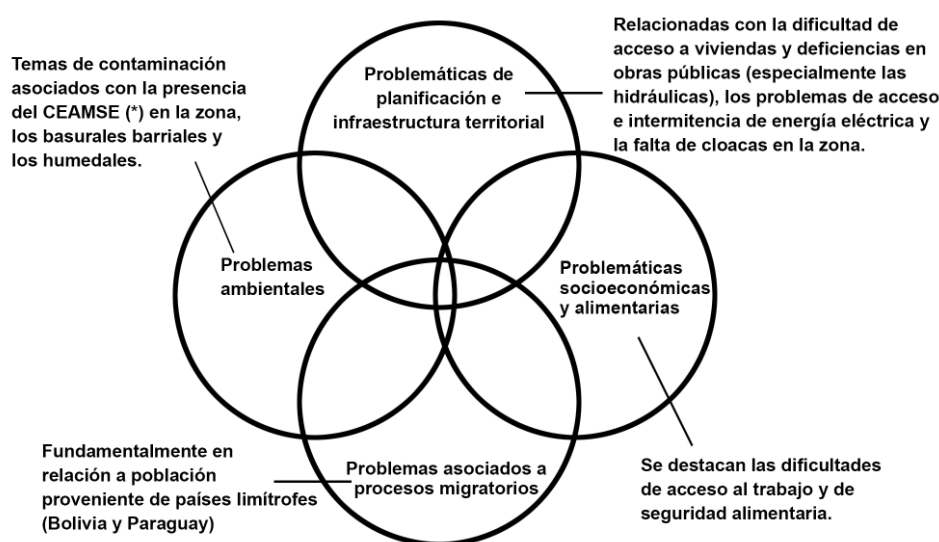 Temas de contaminación
asociados con la presencia
del CEAMSE (*) en la zona,
los basurales barriales y
los humedales.
Problemáticas de
planificación e
infraestructura territorial
Relacionadas con la dificultad de
acceso a viviendas y deficiencias en
obras públicas (especialmente las
hidráulicas), los problemas de acceso
e intermitencia de energía eléctrica y
la falta de cloacas en la zona.
Problemas
ambientales
Problemáticas
socioeconómicas
y alimentarias
Fundamentalmente en
relación a población
proveniente de países limítrofes
(Bolivia y Paraguay)
Problemas asociados a
procesos migratorios
Se destacan las dificultades
de acceso al trabajo y de
seguridad alimentaria.